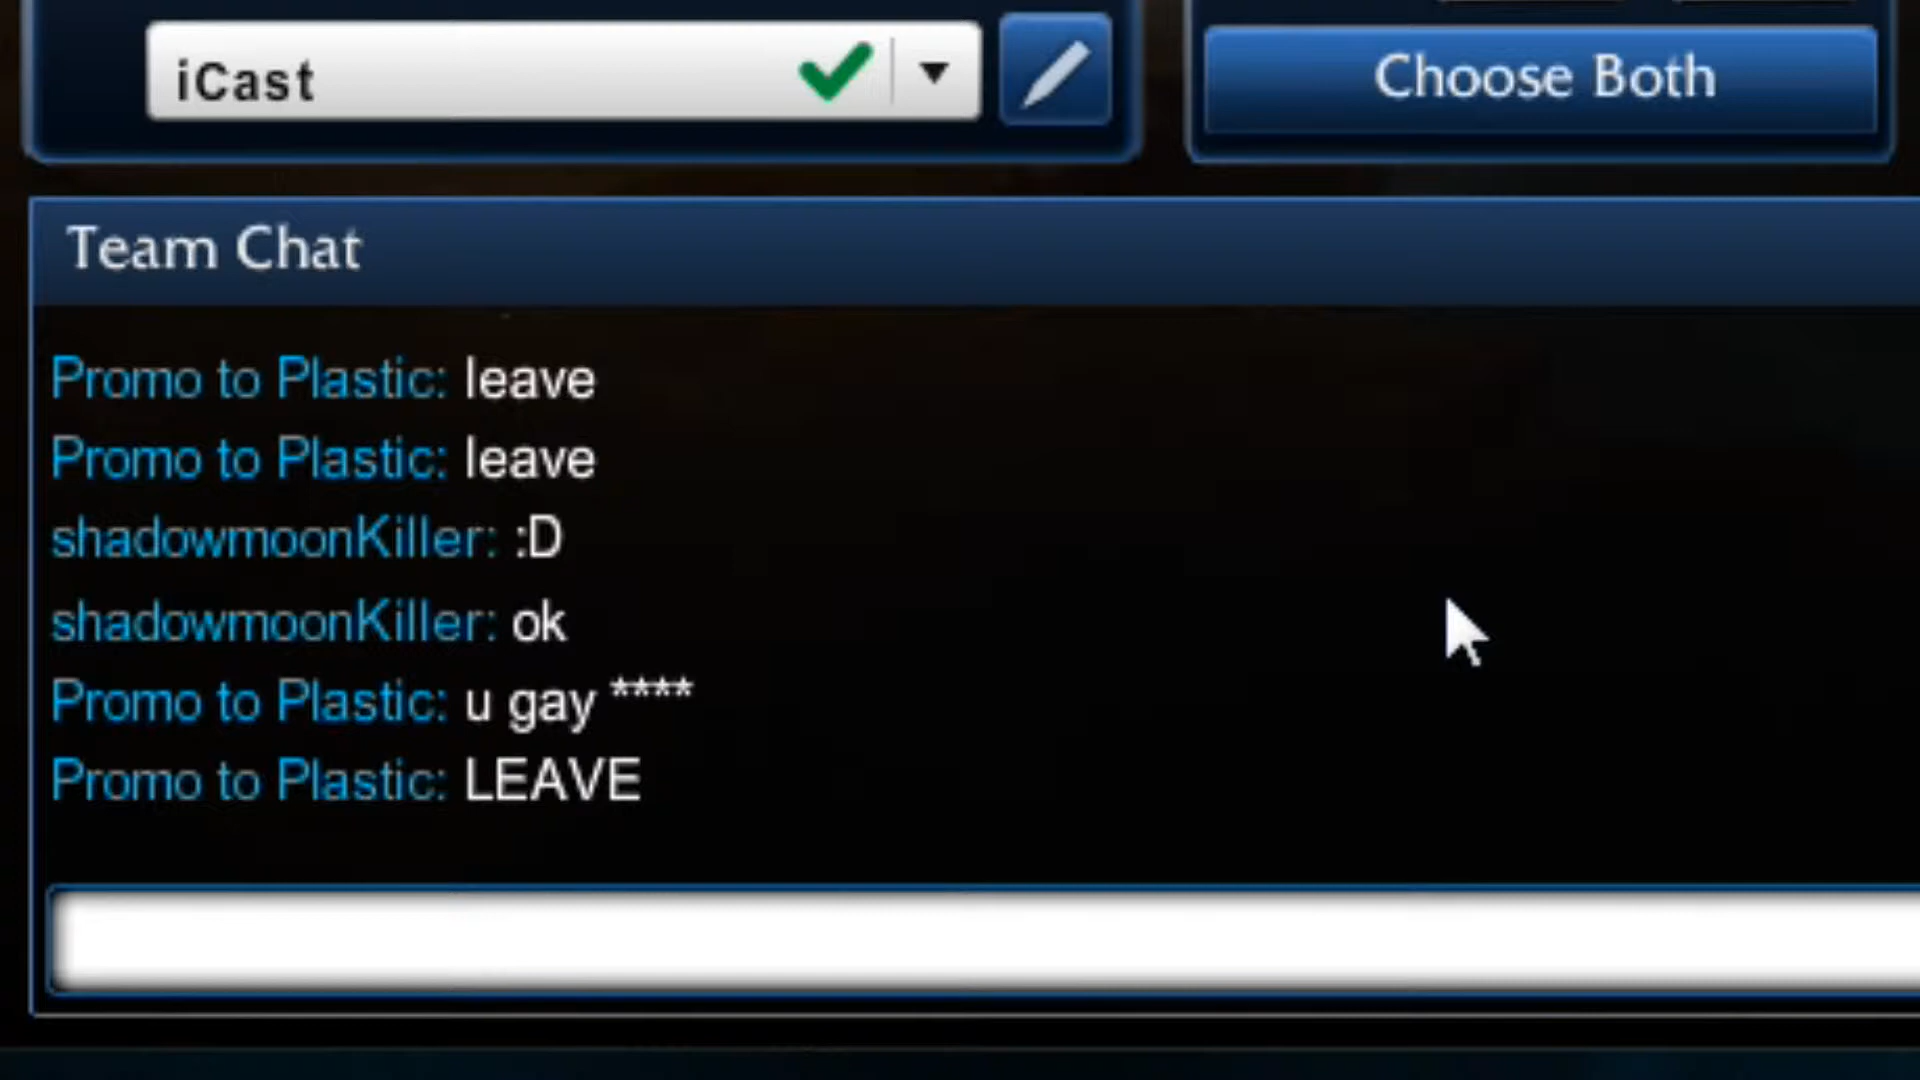 iCast
Choose Both
Team Chat
Promo to Plastic: leave
Promo to Plastic: leave
shadowmoonKiller: :D
shadowmoonKiller: ok
Promo to Plastic: u gay ****
Promo to Plastic: LEAVE